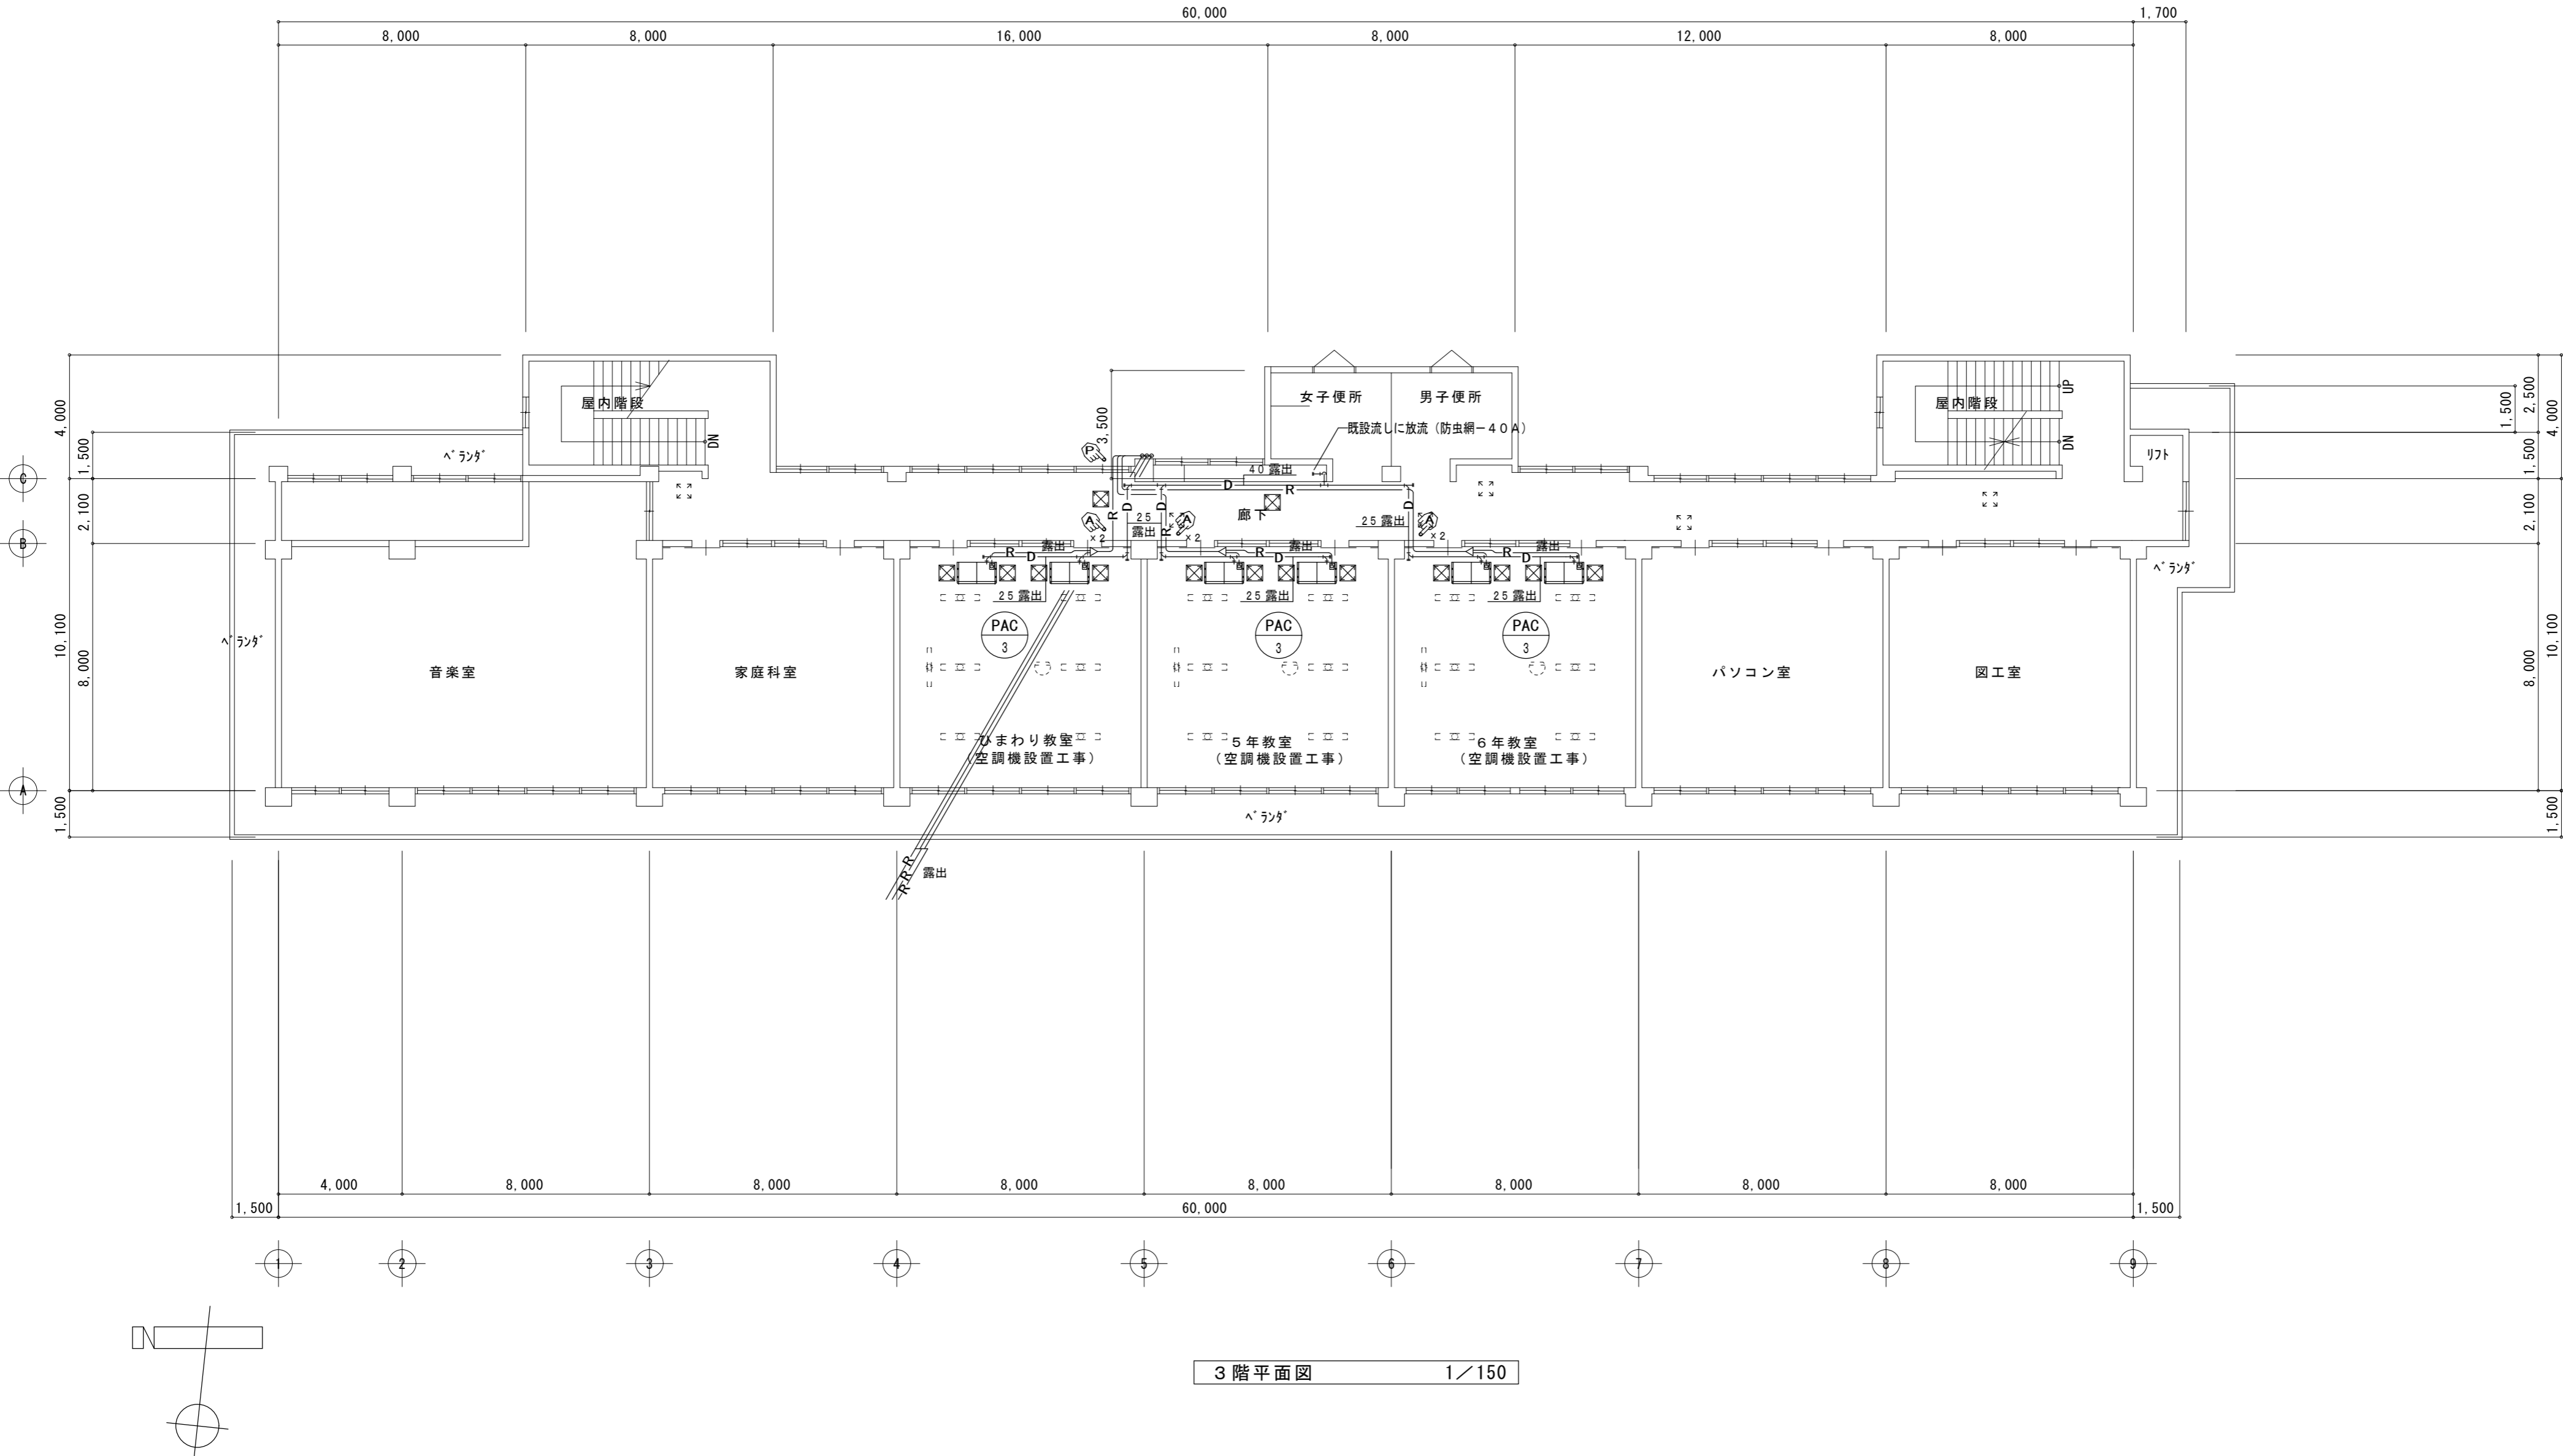 60,000
1,700
8,000
8,000
16,000
8,000
12,000
8,000
4,000
1,500
2,100
10,100
8,000
1,500
3,500
1,500
2,500
4,000
1,500
2,100
10,100
8,000
1,500
屋内階段
DN
ﾍﾞﾗﾝﾀﾞ
女子便所
男子便所
既設流しに放流（防虫網－４０Ａ）
屋内階段
UP
DN
ﾘﾌﾄ
C
P
40露出
D
R
R
D
D
R
D
A
x2
25
露出
A
x2
廊下
25露出
A
x2
B
R
D
露出
R
D
露出
R
D
露出
ﾍﾞﾗﾝﾀﾞ
25露出
25露出
25露出
PAC
3
PAC
3
PAC
3
ﾍﾞﾗﾝﾀﾞ
音楽室
家庭科室
パソコン室
図工室
ひまわり教室
（空調機設置工事）
５年教室
（空調機設置工事）
６年教室
（空調機設置工事）
A
ﾍﾞﾗﾝﾀﾞ
R
R
R
露出
4,000
8,000
8,000
8,000
8,000
8,000
8,000
8,000
1,500
60,000
1,500
1
2
3
4
5
6
7
8
9
N
３階平面図 1／150